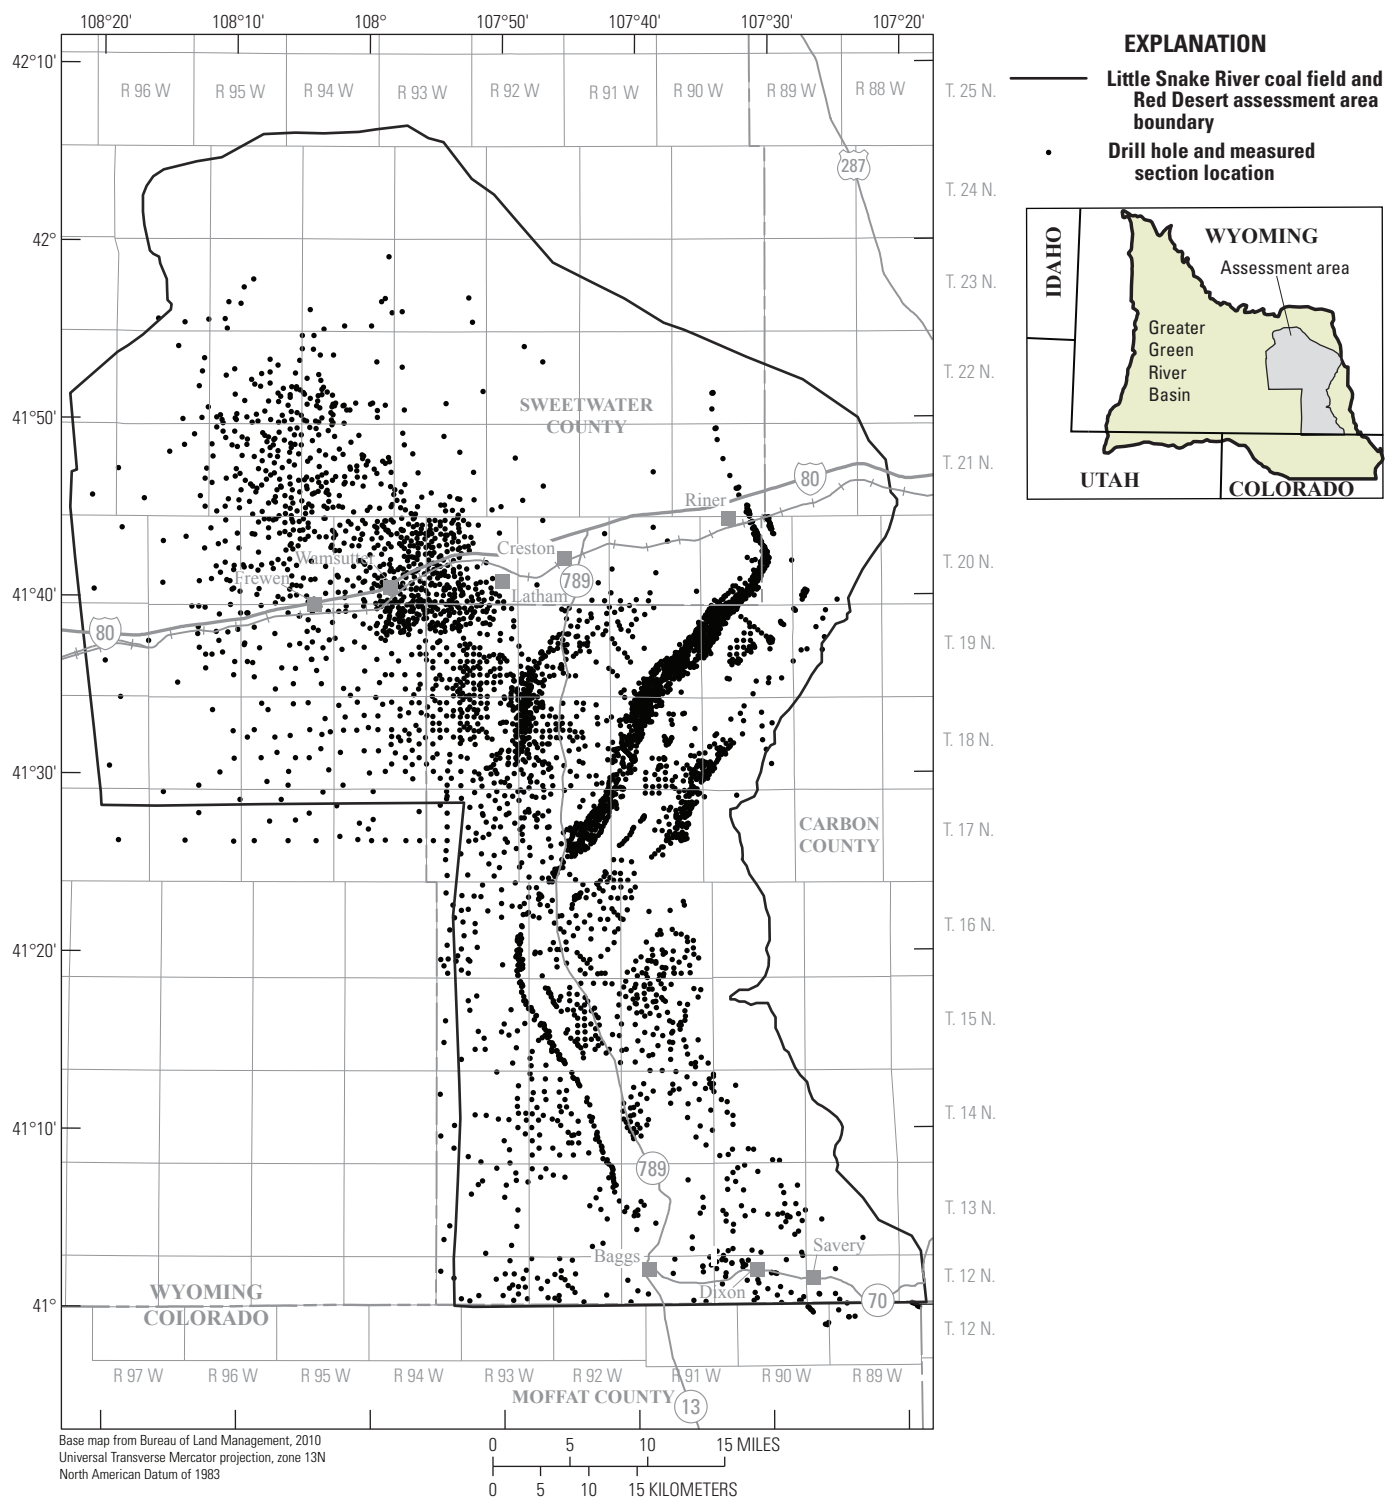 108°20' 108°10' 108° 107°50' 107°40' 107°30' 107°20'
42°10'
42°
41°50'
41°40'
41°30'
41°20'
41°10'
41°
R 96 W R 95 W R 94 W R 93 W R 92 W R 91 W R 90 W R 89 W R 88 W
T. 25 N.
T. 24 N.
T. 23 N.
T. 22 N.
T. 21 N.
T. 20 N.
T. 19 N.
T. 18 N.
T. 17 N.
T. 16 N.
T. 15 N.
T. 14 N.
T. 13 N.
T. 12 N.
T. 12 N.
287
SWEETWATER
COUNTY
80
Riner
Creston
Wamsutter
Frewen
Latham
789
80
CARBON
COUNTY
789
Baggs
Savery
Dixon
70
WYOMING
COLORADO
R 97 W R 96 W R 95 W R 94 W R 93 W R 92 W R 91 W R 90 W R 89 W
MOFFAT COUNTY
13
EXPLANATION
Little Snake River coal field and
Red Desert assessment area
boundary
Drill hole and measured
section location
IDAHO
WYOMING
Assessment area
Greater
Green
River
Basin
UTAH
COLORADO
Base map from Bureau of Land Management, 2010
Universal Transverse Mercator projection, zone 13N
North American Datum of 1983
0 5 10 15 MILES
0 5 10 15 KILOMETERS